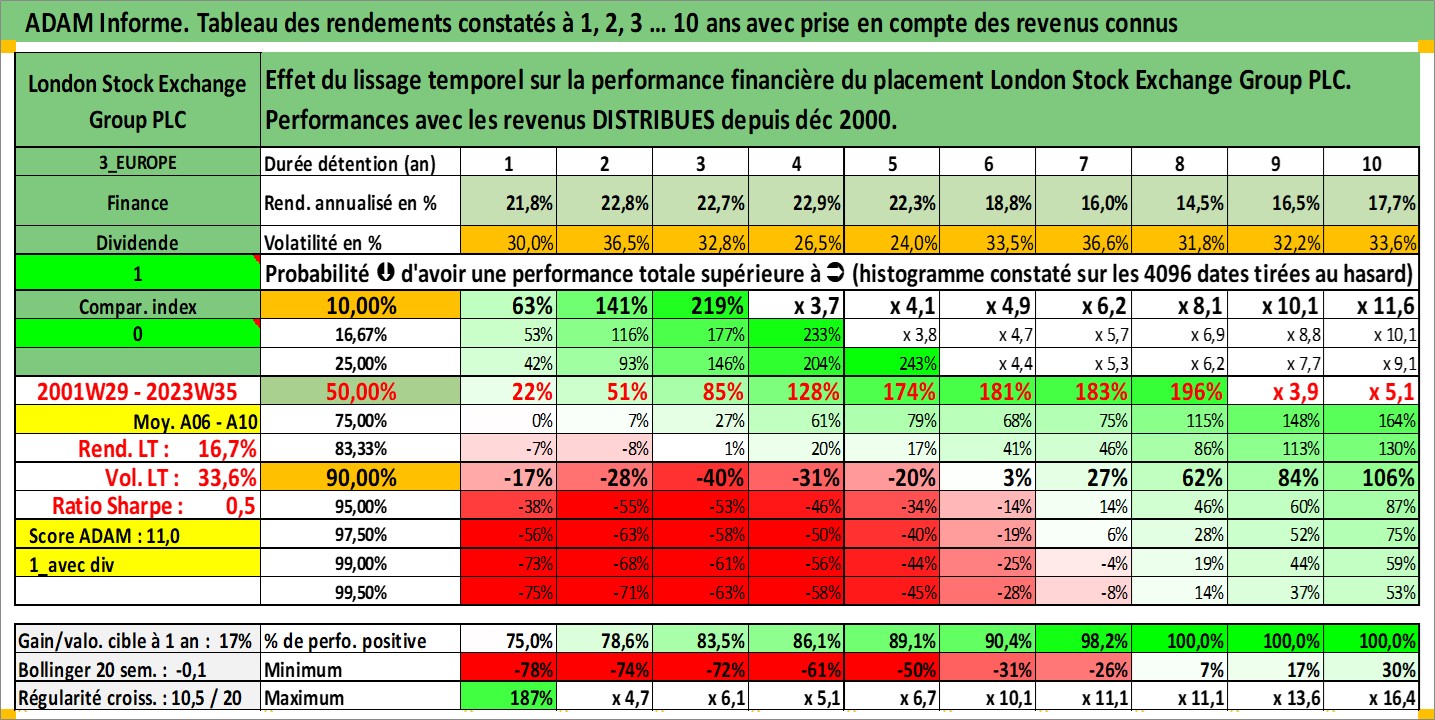 ADAM Informe. Tableau des rendements constatés à 1, 2, 3 ... 10 ans avec prise en compte des revenus connus
London Stock Exchange Group PLC
Effet du lissage temporel sur la performance financière du placement London Stock Exchange Group PLC.
Performances avec les revenus DISTRIBUES depuis déc 2000.
3_EUROPE Durée détention (an) 1 2 3 4 5 6 7 8 9 10
Finance Rend. annualisé en % 21,8% 22,8% 22,7% 22,9% 22,3% 18,8% 16,0% 14,5% 16,5% 17,7%
Dividende Volatilité en % 30,0% 36,5% 32,8% 26,5% 24,0% 33,5% 36,6% 31,8% 32,2% 33,6%
1 Probabilité ⬇ d'avoir une performance totale supérieure à ➲ (histogramme constaté sur les 4096 dates tirées au hasard)
Compar. index 10,00% 63% 141% 219% x 3,7 x 4,1 x 4,9 x 6,2 x 8,1 x 10,1 x 11,6
0 16,67% 53% 116% 177% 233% x 3,8 x 4,7 x 5,7 x 6,9 x 8,8 x 10,1
25,00% 42% 93% 146% 204% 243% x 4,4 x 5,3 x 6,2 x 7,7 x 9,1
2001W29 - 2023W35 50,00% 22% 51% 85% 128% 174% 181% 183% 196% x 3,9 x 5,1
Moy. A06 - A10 75,00% 0% 7% 27% 61% 79% 68% 75% 115% 148% 164%
Rend. LT : 16,7% 83,33% -7% -8% 1% 20% 17% 41% 46% 86% 113% 130%
Vol. LT : 33,6% 90,00% -17% -28% -40% -31% -20% 3% 27% 62% 84% 106%
Ratio Sharpe : 0,5 95,00% -38% -55% -53% -46% -34% -14% 14% 46% 60% 87%
Score ADAM : 11,0 97,50% -56% -63% -58% -50% -40% -19% 6% 28% 52% 75%
1_avec div 99,00% -73% -68% -61% -56% -44% -25% -4% 19% 44% 59%
99,50% -75% -71% -63% -58% -45% -28% -8% 14% 37% 53%
Gain/valo. cible à 1 an : 17% % de perfo. positive 75,0% 78,6% 83,5% 86,1% 89,1% 90,4% 98,2% 100,0% 100,0% 100,0%
Bollinger 20 sem. : -0,1 Minimum -78% -74% -72% -61% -50% -31% -26% 7% 17% 30%
Régularité croiss. : 10,5 / 20 Maximum 187% x 4,7 x 6,1 x 5,1 x 6,7 x 10,1 x 11,1 x 11,1 x 13,6 x 16,4